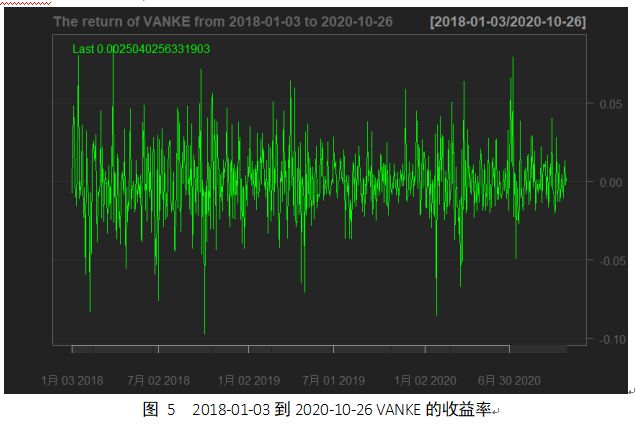 The return of VANKE from 2018-01-03 to 2020-10-26 [2018-01-03/2020-10-26]
Last 0.0025040256331903
0.05
0.00
-0.05
-0.10
1月 03 2018 7月 02 2018 1月 02 2019 7月 01 2019 1月 02 2020 6月 30 2020
图 5 2018-01-03 到 2020-10-26 VANKE 的收益率